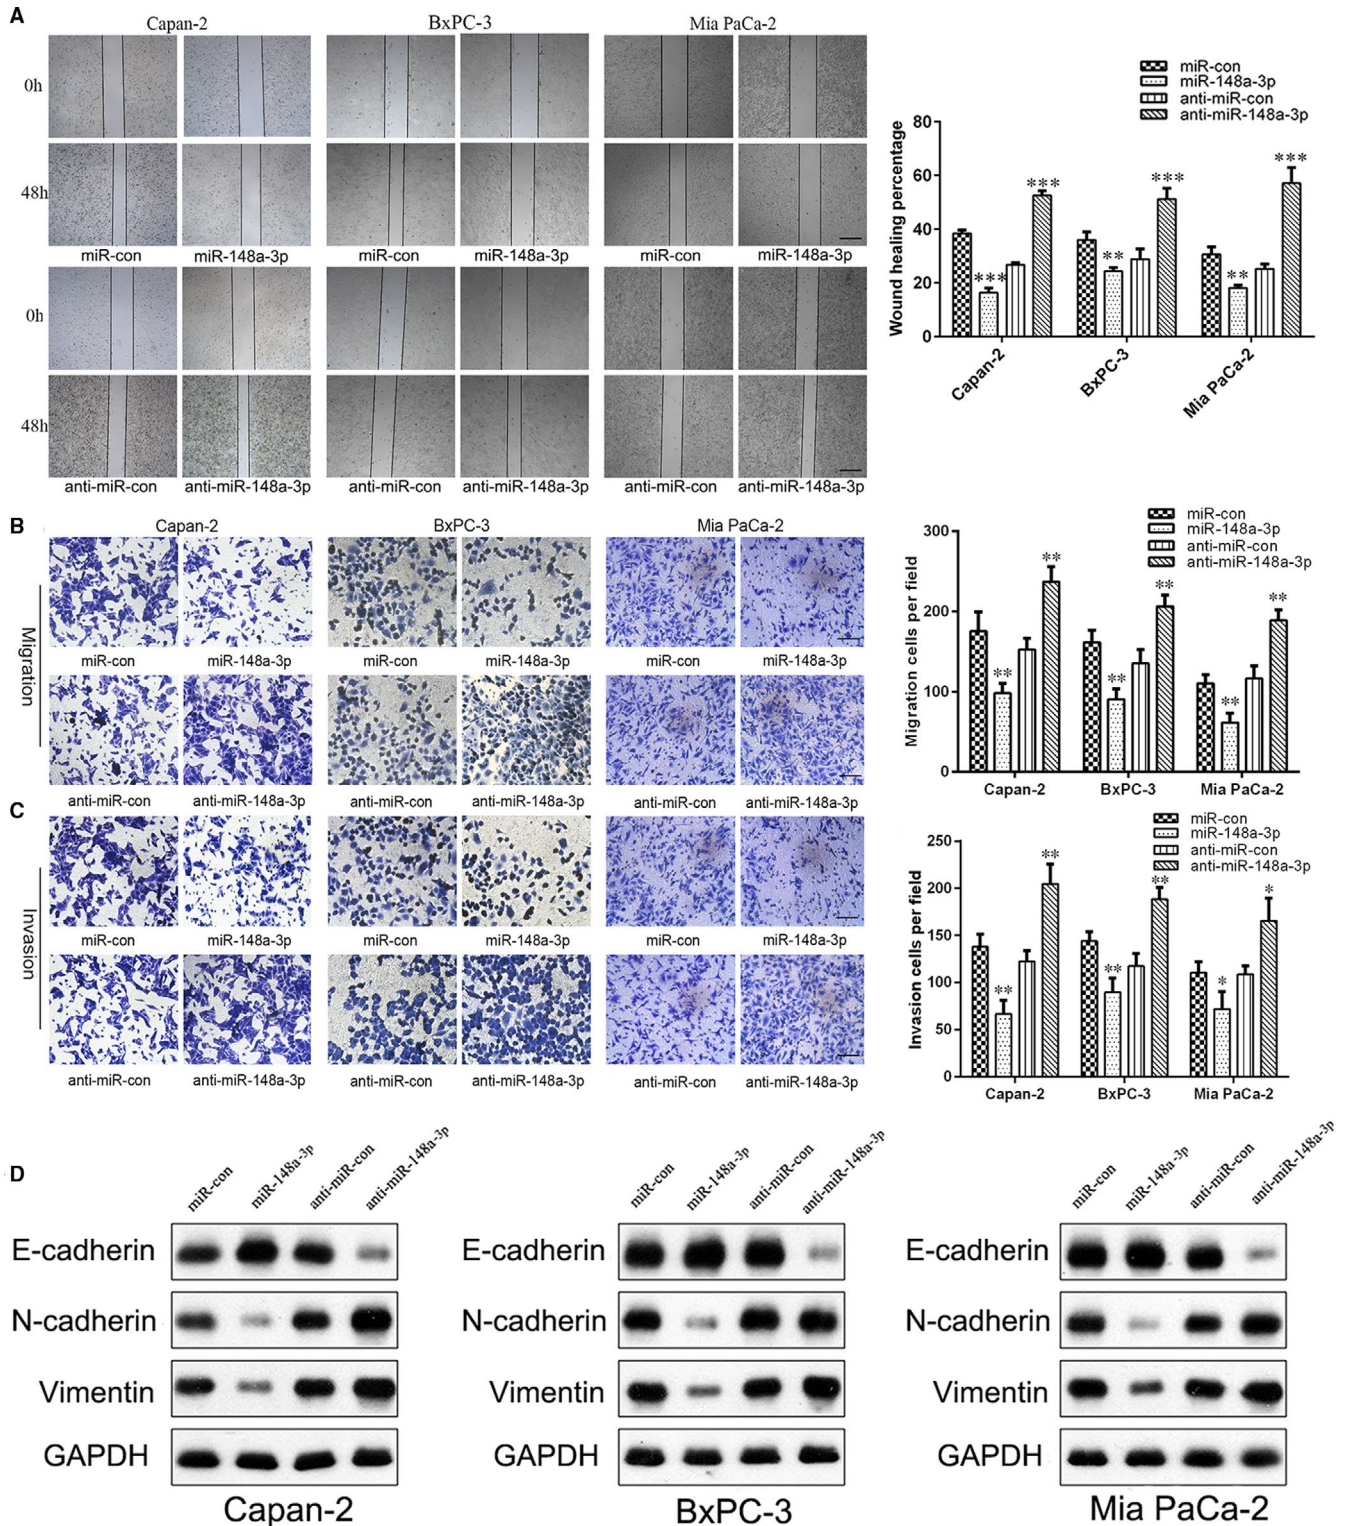 A
Capan-2 BxPC-3 Mia PaCa-2
0h
48h
miR-con miR-148a-3p miR-con miR-148a-3p miR-con miR-148a-3p
0h
48h
anti-miR-con anti-miR-148a-3p anti-miR-con anti-miR-148a-3p anti-miR-con anti-miR-148a-3p
miR-con
miR-148a-3p
anti-miR-con
anti-miR-148a-3p
Wound healing percentage
80
60
40
20
0
*** *** ** *** ** ***
Capan-2 BxPC-3 Mia PaCa-2
B
Capan-2 BxPC-3 Mia PaCa-2
Migration
miR-con miR-148a-3p miR-con miR-148a-3p miR-con miR-148a-3p
anti-miR-con anti-miR-148a-3p anti-miR-con anti-miR-148a-3p anti-miR-con anti-miR-148a-3p
miR-con
miR-148a-3p
anti-miR-con
anti-miR-148a-3p
Migration cells per field
300
200
100
0
** ** ** ** ** **
Capan-2 BxPC-3 Mia PaCa-2
C
Invasion
miR-con miR-148a-3p miR-con miR-148a-3p miR-con miR-148a-3p
anti-miR-con anti-miR-148a-3p anti-miR-con anti-miR-148a-3p anti-miR-con anti-miR-148a-3p
miR-con
miR-148a-3p
anti-miR-con
anti-miR-148a-3p
Invasion cells per field
250
200
150
100
50
0
** ** ** ** * *
Capan-2 BxPC-3 Mia PaCa-2
D
miR-con miR-148a-3p anti-miR-con anti-miR-148a-3p
E-cadherin
N-cadherin
Vimentin
GAPDH
Capan-2
miR-con miR-148a-3p anti-miR-con anti-miR-148a-3p
E-cadherin
N-cadherin
Vimentin
GAPDH
BxPC-3
miR-con miR-148a-3p anti-miR-con anti-miR-148a-3p
E-cadherin
N-cadherin
Vimentin
GAPDH
Mia PaCa-2